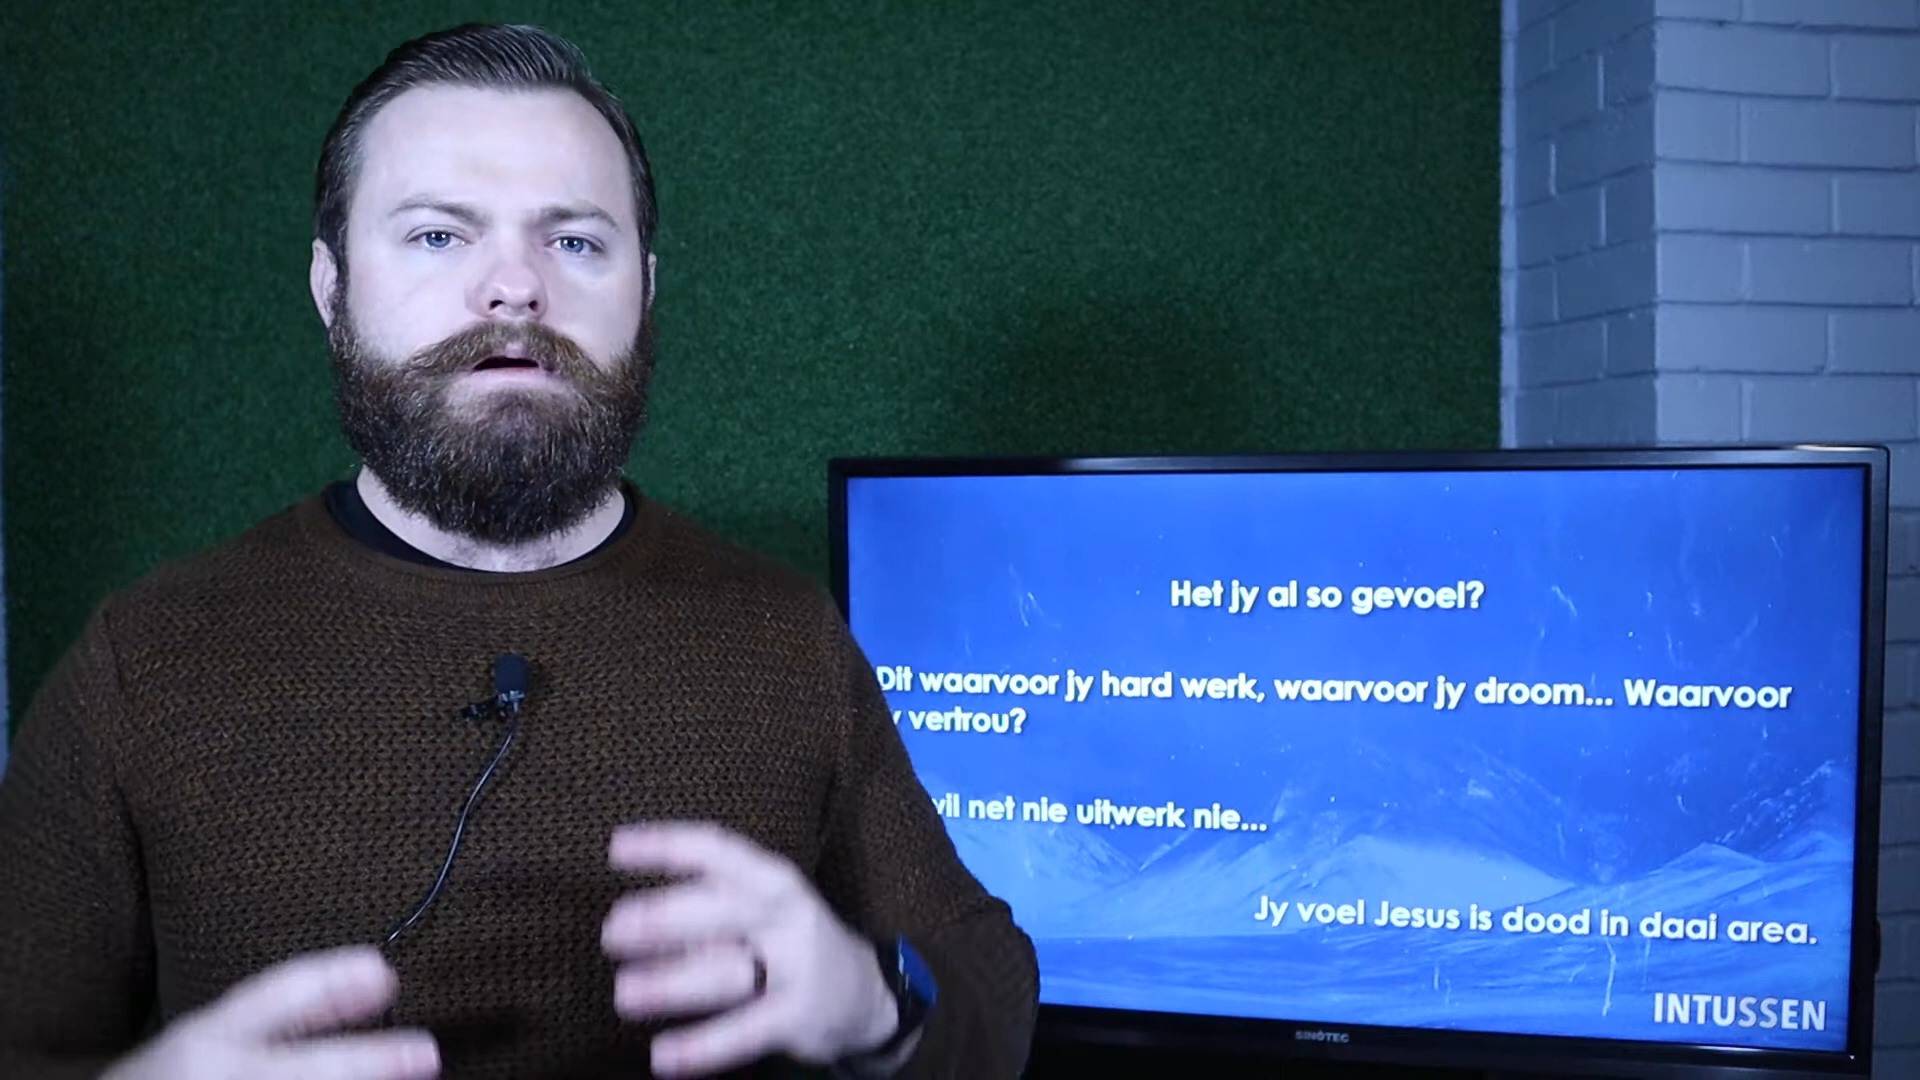 Het jy al so gevoel?
Dit waarvoor jy hard werk, waarvoor jy droom... Waarvoor
vertrou?
net nie uitwerk nie...
Jy voel Jesus is dood in daai area.
INTUSSEN
SINOTEC